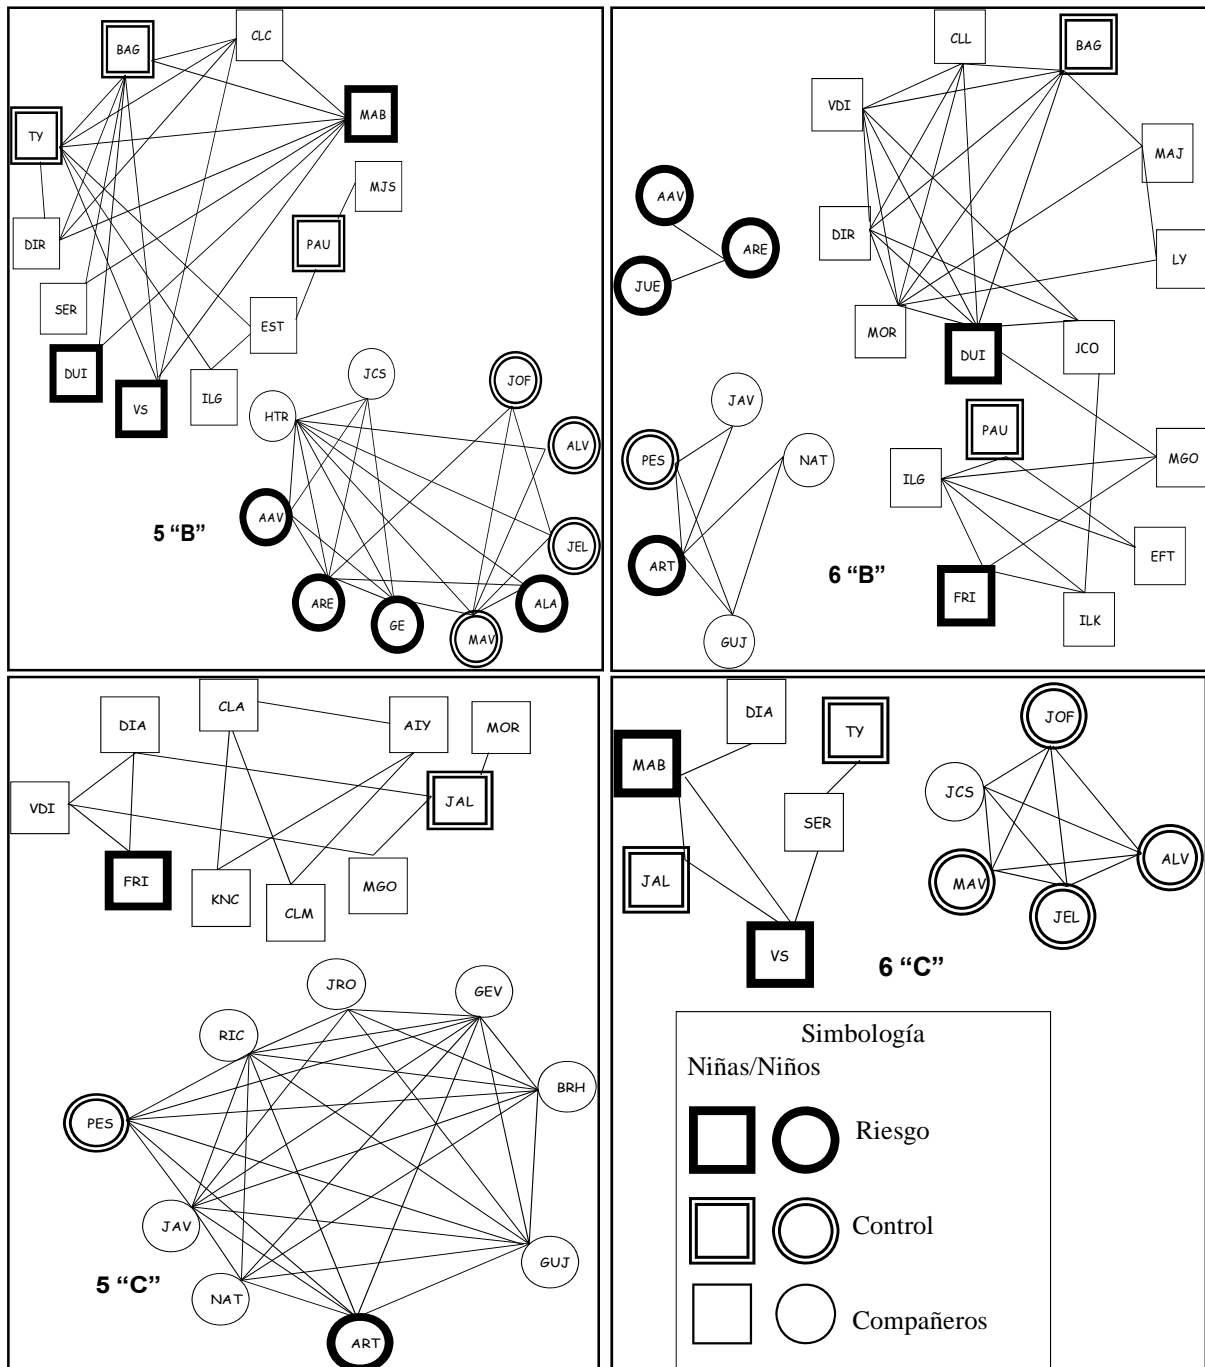 BAG
CLC
TY
MAB
MJS
DIR
PAU
SER
EST
DUI
VS
ILG
JCS
JOF
HTR
ALV
AAV
5 “B”
JEL
ARE
GE
MAV
ALA
CLL
BAG
VDI
MAJ
AAV
DIR
ARE
LY
JUE
MOR
DUI
JCO
JAV
PAU
PES
NAT
ILG
MGO
ART
6 “B”
EFT
FRI
ILK
GUJ
DIA
CLA
AIY
MOR
VDI
JAL
FRI
KNC
CLM
MGO
JRO
GEV
RIC
BRH
PES
JAV
GUJ
5 “C”
NAT
ART
DIA
TY
JOF
MAB
JCS
SER
JAL
MAV
ALV
JEL
VS
6 “C”
Simbología
Niñas/Niños
Riesgo
Control
Compañeros